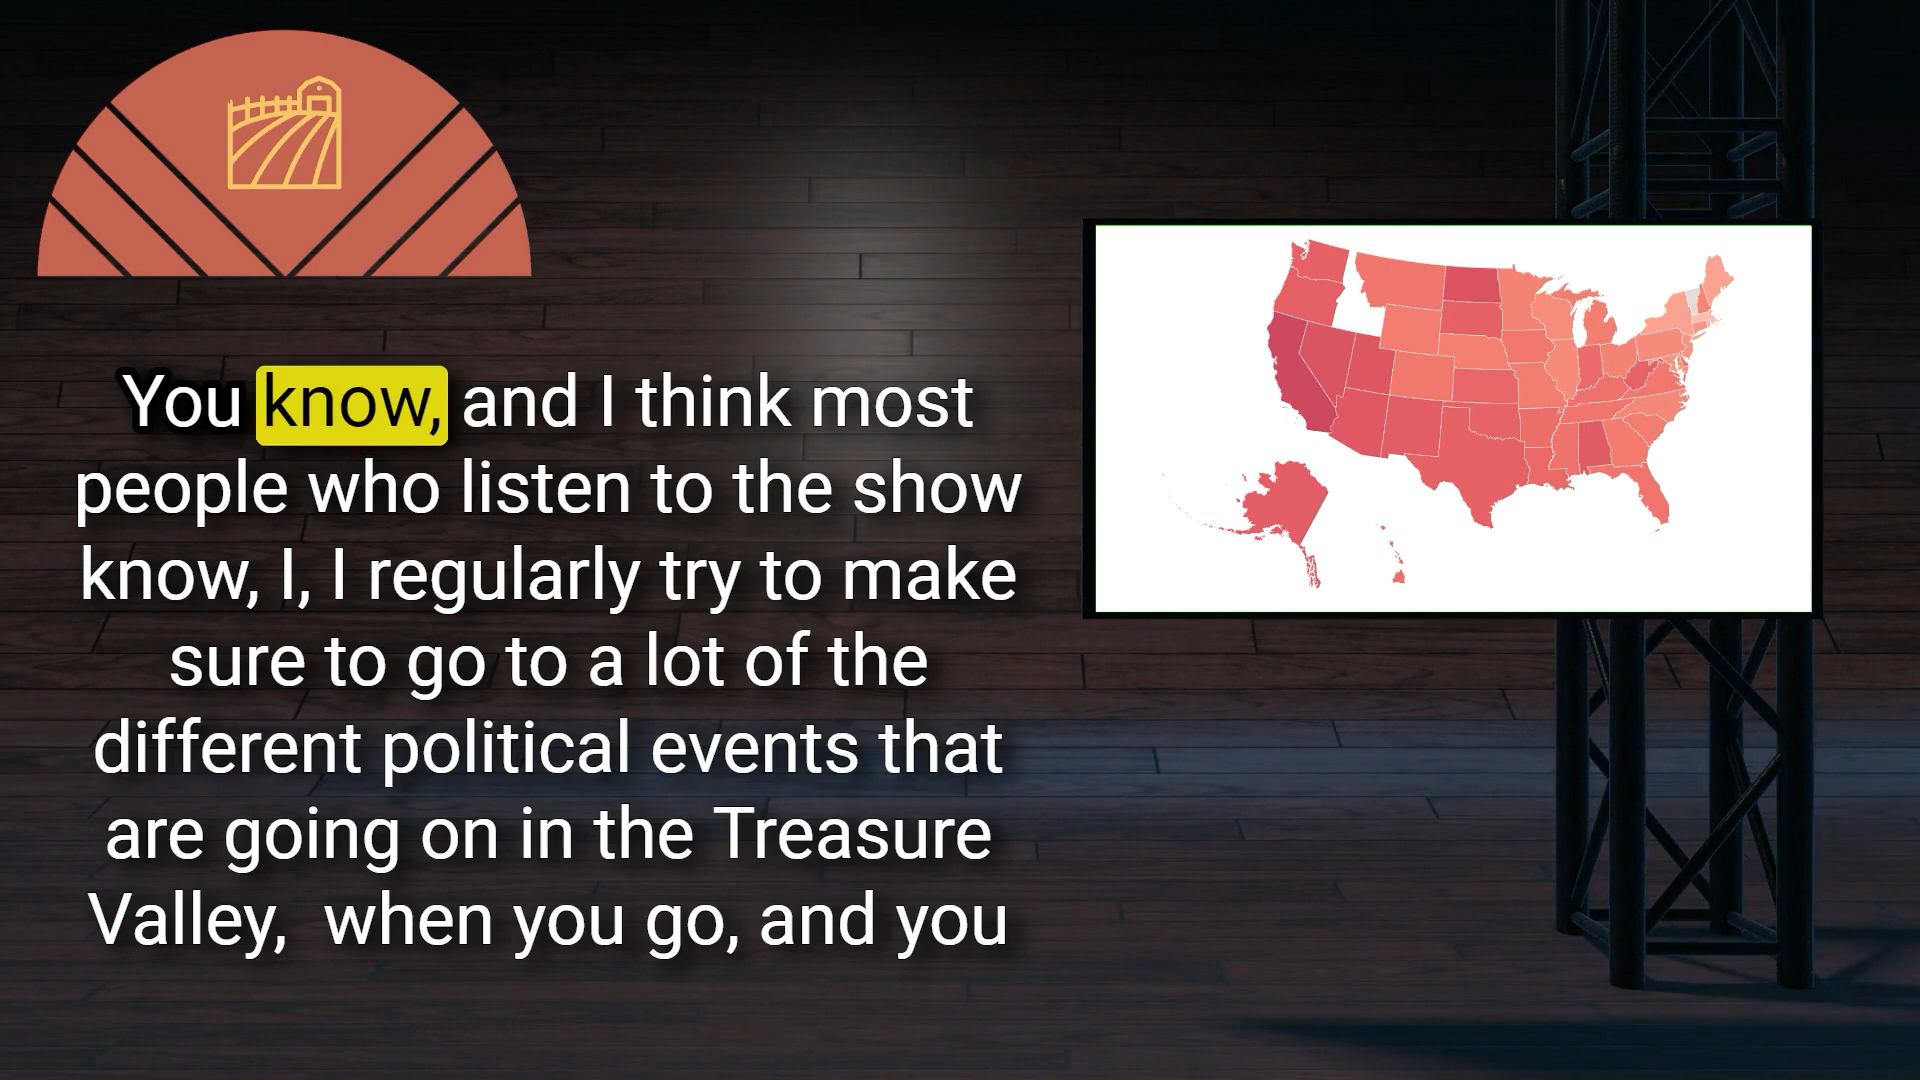 You know, and I think most
people who listen to the show
know, I, I regularly try to make
sure to go to a lot of the
different political events that
are going on in the Treasure
Valley,  when you go, and you